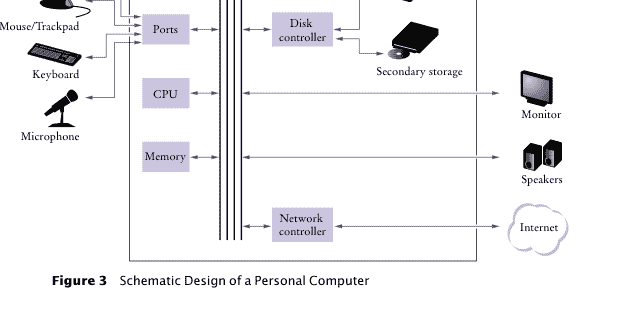 Mouse/Trackpad
Ports
Disk
controller
Keyboard
Secondary storage
CPU
Monitor
Microphone
Memory
Speakers
Network
controller
Internet
Figure 3 Schematic Design of a Personal Computer